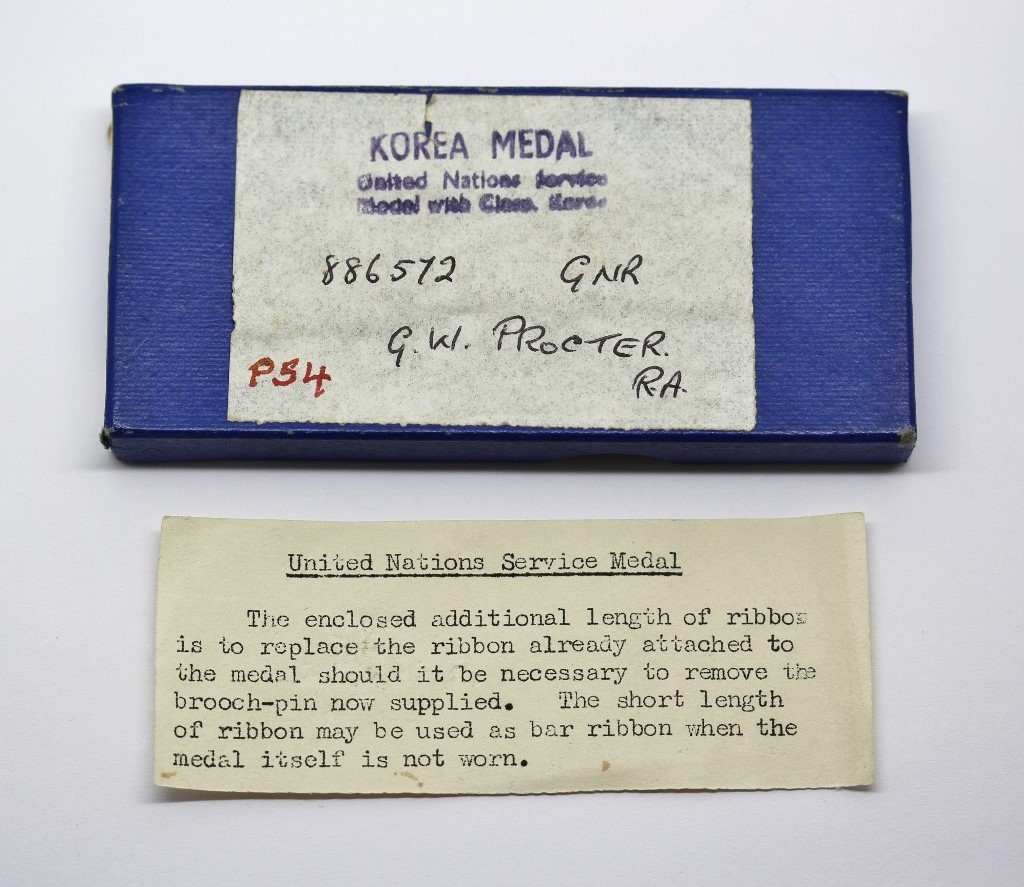 KOREA MEDAL
United Nations Service
Medal with Clasp, Korea
886572 GNR
G.W. PROCTER.
P54 R.A.
United Nations Service Medal
The enclosed additional length of ribbon
is to replace the ribbon already attached to
the medal should it be necessary to remove the
brooch-pin now supplied. The short length
of ribbon may be used as bar ribbon when the
medal itself is not worn.